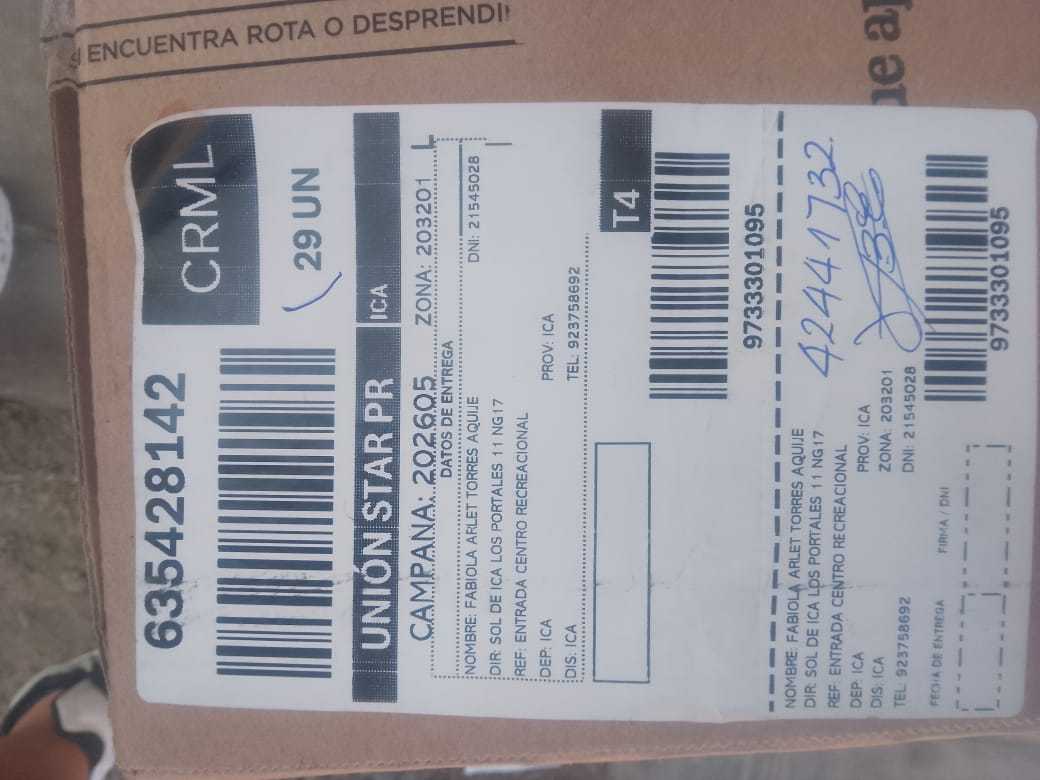 SI ENCUENTRA ROTA O DESPRENDI
ue ap
635428142
CRML
29 UN
UNIÓN STAR PR
ICA
CAMPAÑA: 202605 ZONA: 203201
DATOS DE ENTREGA
NOMBRE: FABIOLA ARLET TORRES AQUIJE DNI: 21545028
DIR: SOL DE ICA LOS PORTALES 11 NG17
REF: ENTRADA CENTRO RECREACIONAL
DEP: ICA PROV: ICA
DIS: ICA TEL: 923758692
T4
9733301095
42441732
NOMBRE: FABIOLA ARLET TORRES AQUIJE
DIR: SOL DE ICA LOS PORTALES 11 NG17
REF: ENTRADA CENTRO RECREACIONAL
DEP: ICA PROV: ICA
DIS: ICA ZONA: 203201
TEL: 923758692 DNI: 21545028
FECHA DE ENTREGA FIRMA / DNI
9733301095